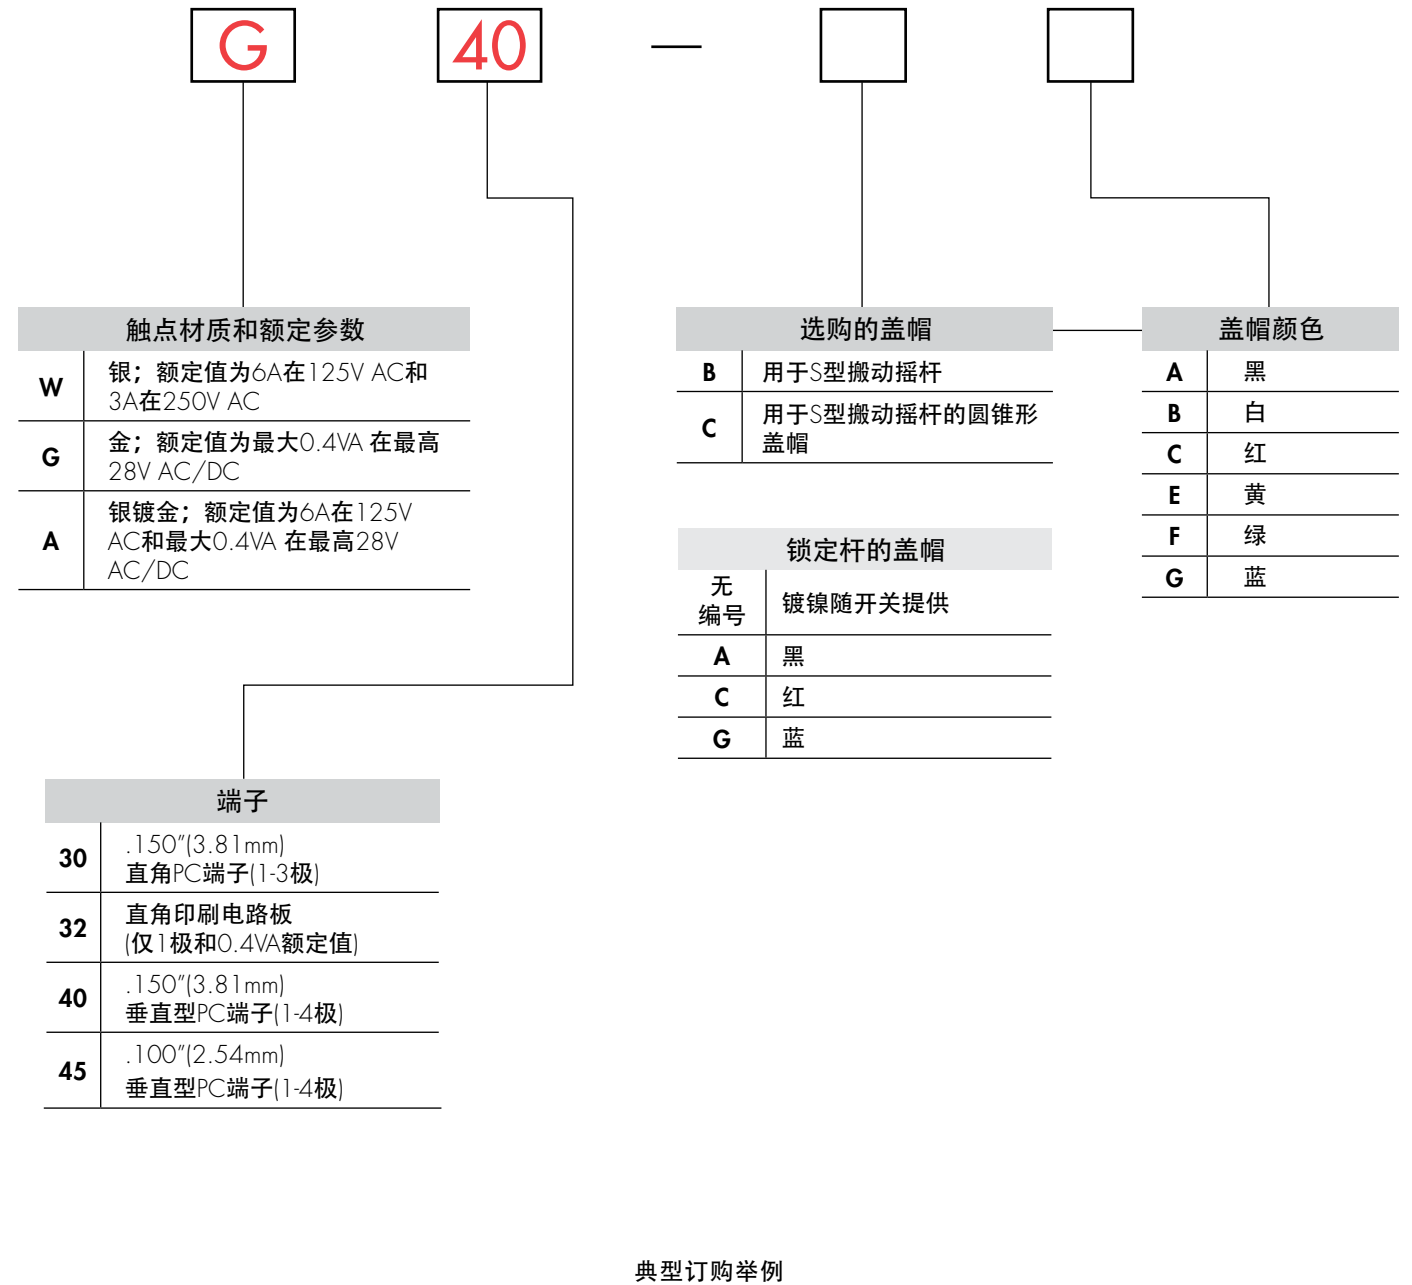 G 40 —
触点材质和额定参数
W 银；额定值为6A在125V AC和
3A在250V AC
G 金；额定值为最大0.4VA 在最高
28V AC/DC
A 银镀金；额定值为6A在125V
AC和最大0.4VA 在最高28V
AC/DC
端子
30 .150”(3.81mm)
直角PC端子(1-3极)
32 直角印刷电路板
(仅1极和0.4VA额定值)
40 .150”(3.81mm)
垂直型PC端子(1-4极)
45 .100”(2.54mm)
垂直型PC端子(1-4极)
选购的盖帽
B 用于S型搬动摇杆
C 用于S型搬动摇杆的圆锥形
盖帽
锁定杆的盖帽
无
编号 镀镍随开关提供
A 黑
C 红
G 蓝
盖帽颜色
A 黑
B 白
C 红
E 黄
F 绿
G 蓝
典型订购举例